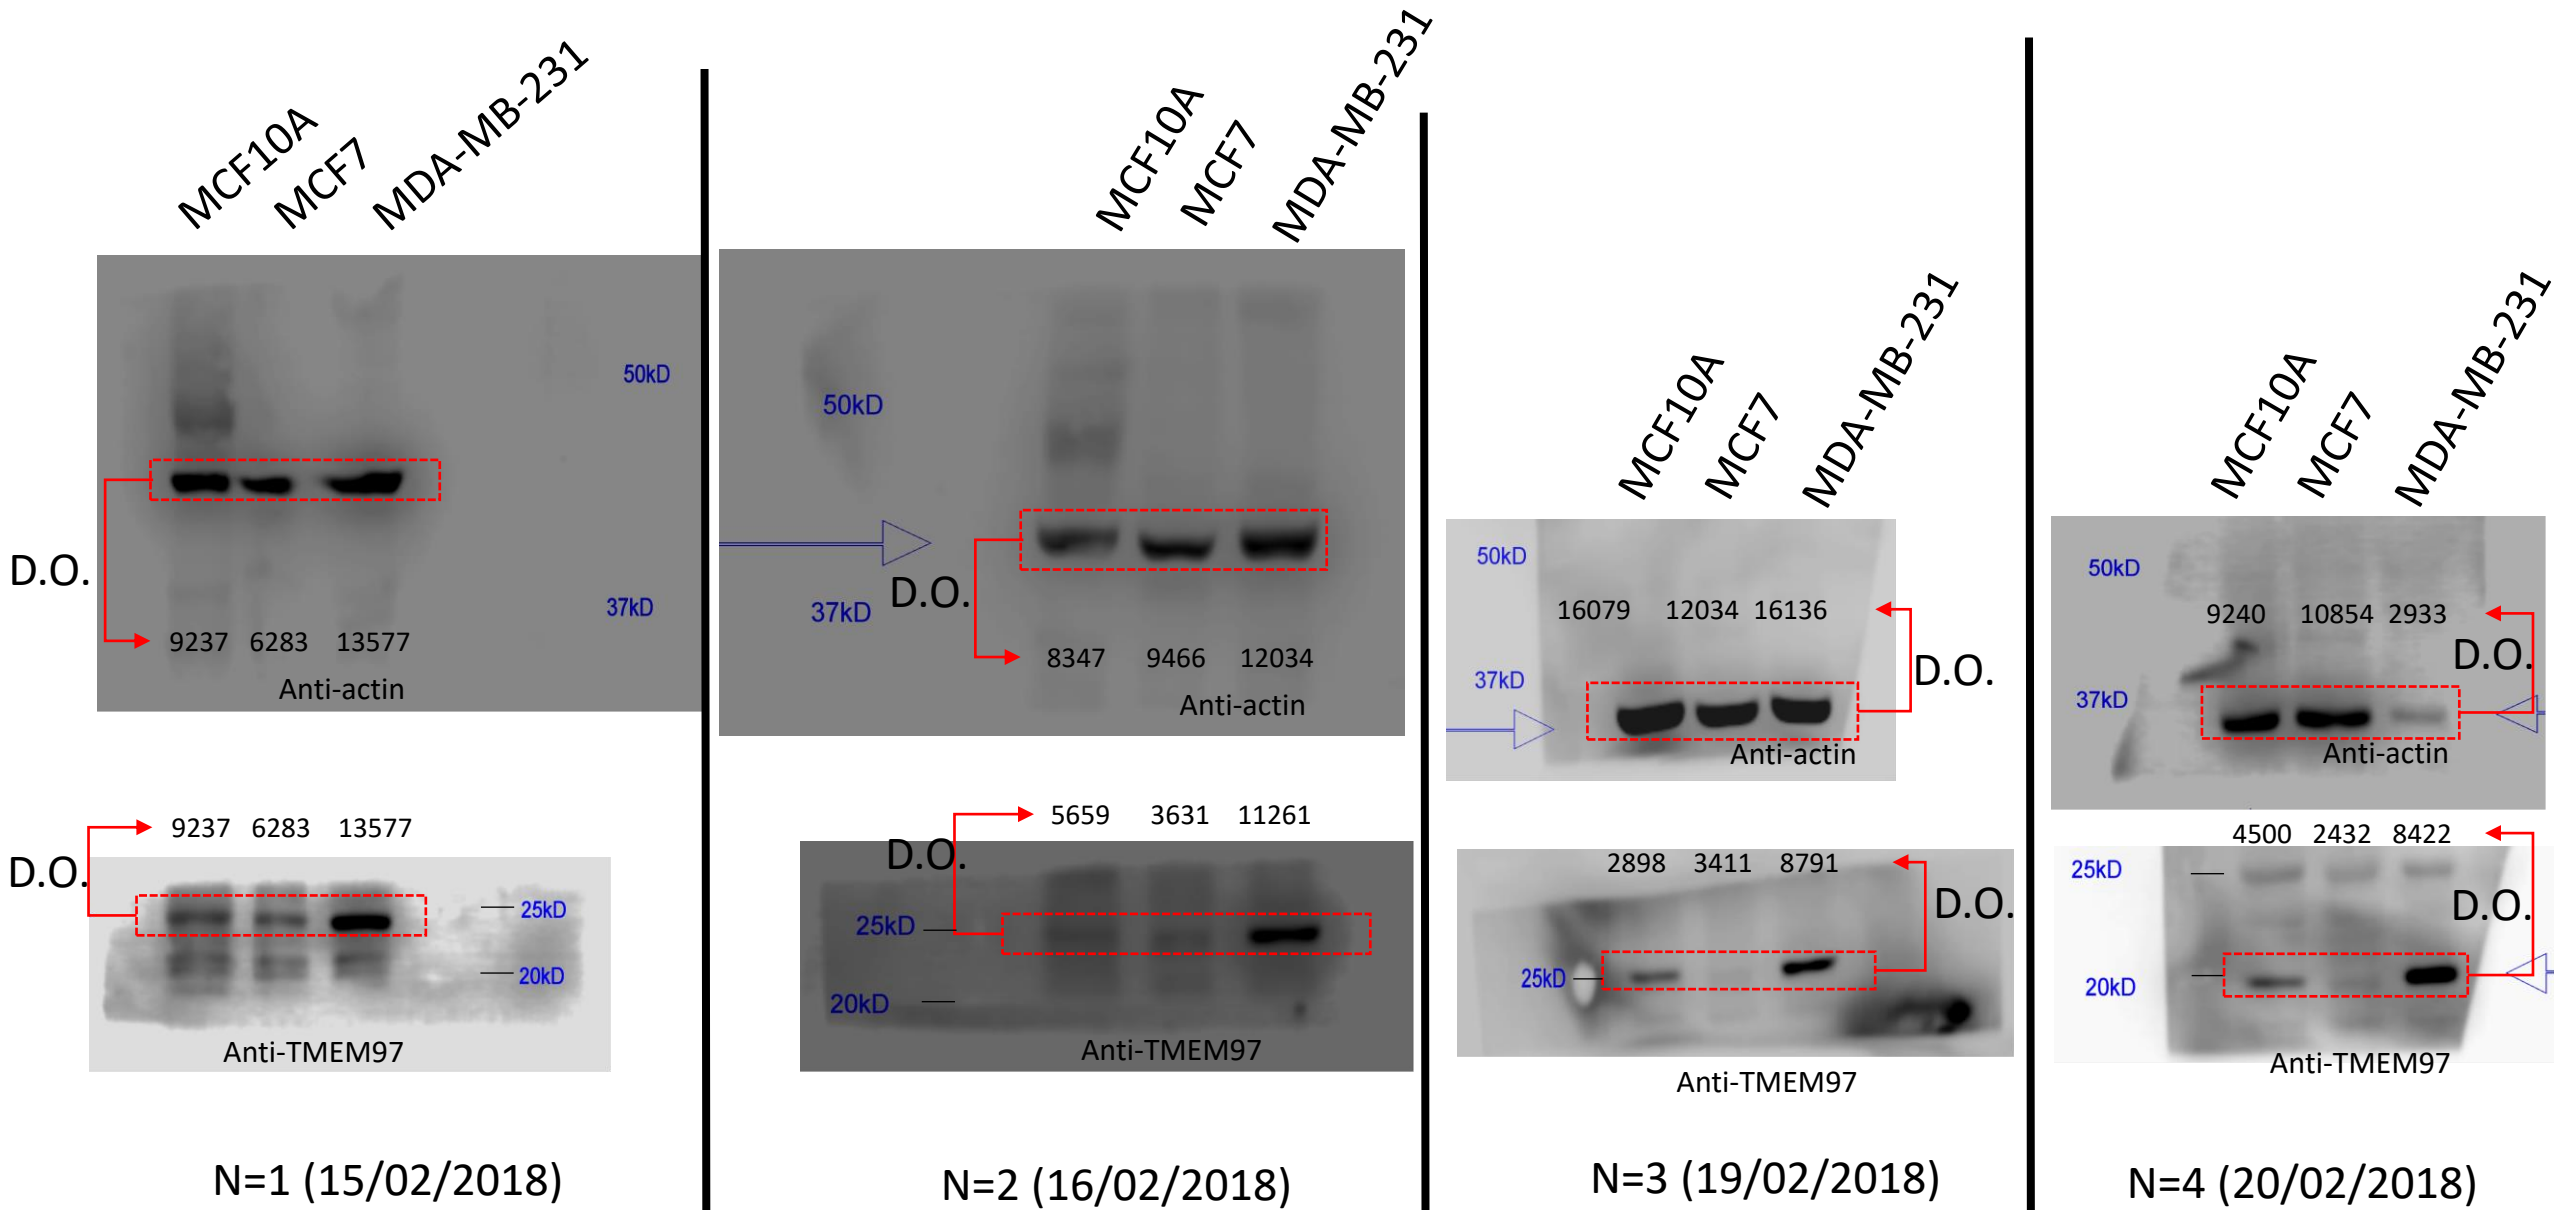 MCF10A
MCF7
MDA-MB-231
50kD
37kD
D.O.
9237 6283 13577
Anti-actin
9237 6283 13577
D.O.
25kD
20kD
Anti-TMEM97
N=1 (15/02/2018)
MCF10A
MCF7
MDA-MB-231
50kD
37kD
D.O.
8347 9466 12034
Anti-actin
5659 3631 11261
D.O.
25kD
20kD
Anti-TMEM97
N=2 (16/02/2018)
MCF10A
MCF7
MDA-MB-231
50kD
16079 12034 16136
37kD
D.O.
Anti-actin
2898 3411 8791
D.O.
25kD
Anti-TMEM97
N=3 (19/02/2018)
MCF10A
MCF7
MDA-MB-231
50kD
9240 10854 2933
D.O.
37kD
Anti-actin
4500 2432 8422
25kD
D.O.
20kD
Anti-TMEM97
N=4 (20/02/2018)